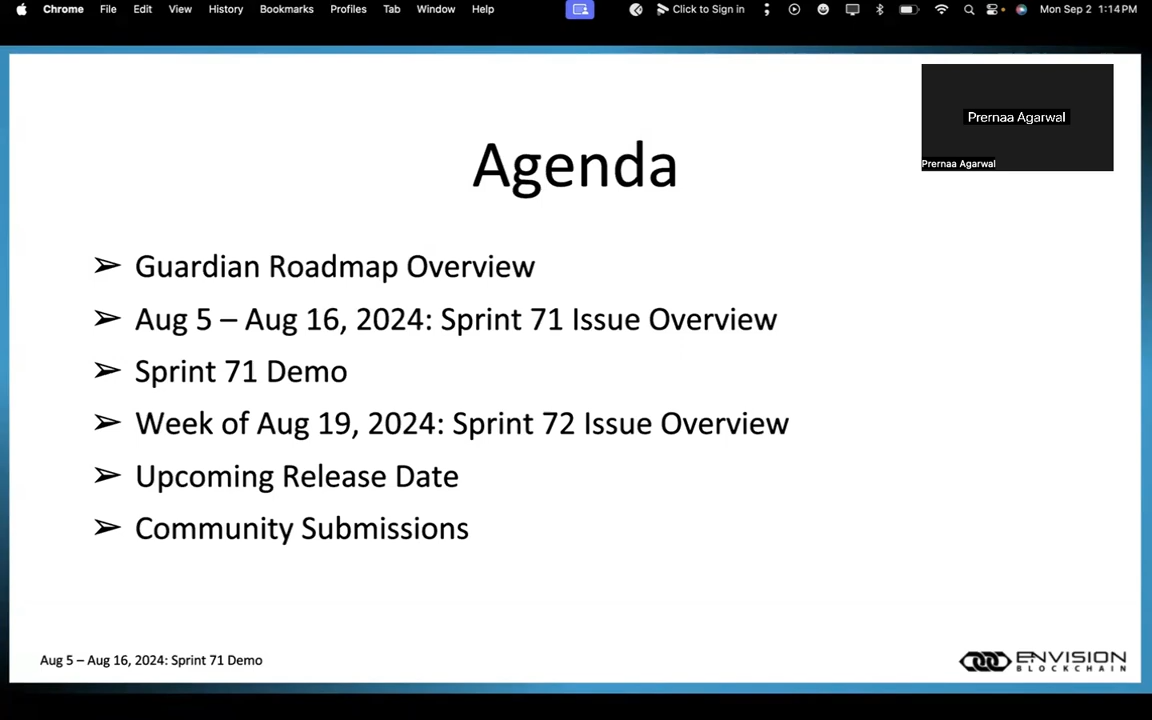 Chrome File Edit View History Bookmarks Profiles Tab Window Help Click to Sign in Mon Sep 2 1:14 PM
Prernaa Agarwal
Prernaa Agarwal
Agenda
➢ Guardian Roadmap Overview
➢ Aug 5 – Aug 16, 2024: Sprint 71 Issue Overview
➢ Sprint 71 Demo
➢ Week of Aug 19, 2024: Sprint 72 Issue Overview
➢ Upcoming Release Date
➢ Community Submissions
Aug 5 – Aug 16, 2024: Sprint 71 Demo
ENVISION
BLOCKCHAIN